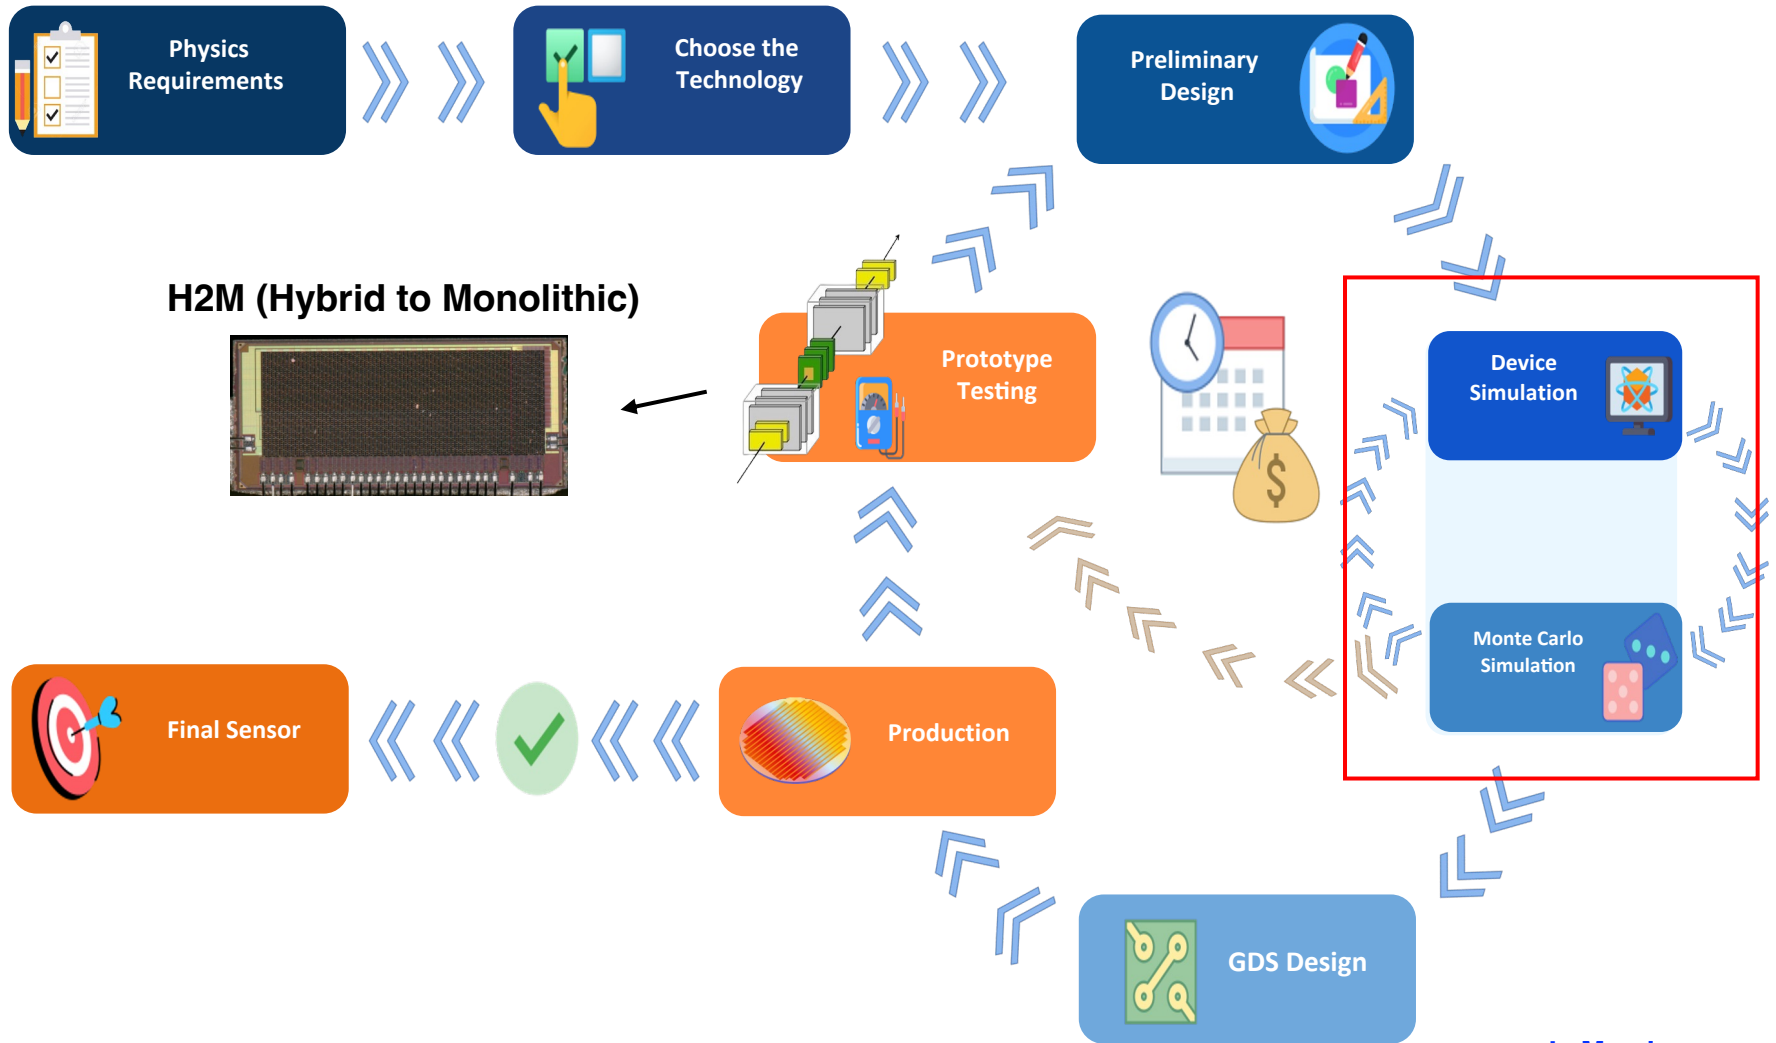 Physics
Requirements
Choose the
Technology
Preliminary
Design
H2M (Hybrid to Monolithic)
Prototype
Testing
Device
Simulation
$
Monte Carlo
Simulation
Final Sensor
Production
GDS Design